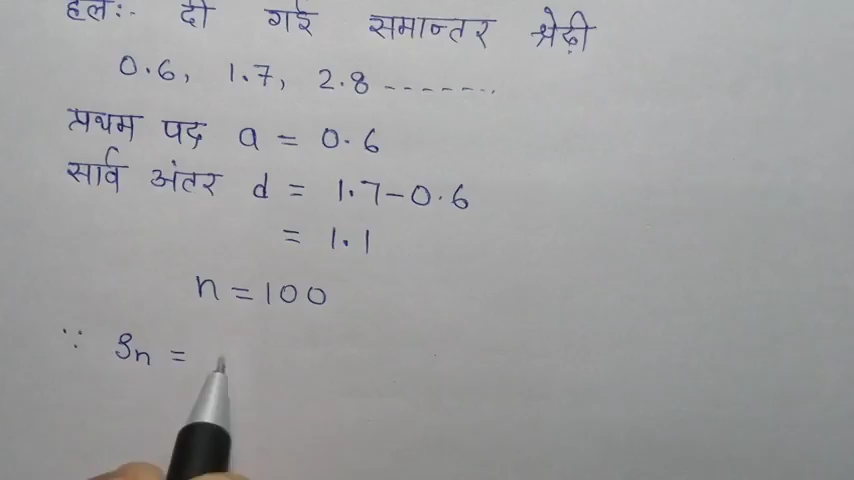 हल:- दी गई समान्तर श्रेढ़ी
0.6, 1.7, 2.8 -------.
प्रथम पद a = 0.6
सार्व अंतर d = 1.7-0.6
= 1.1
n = 100
∵ Sn =